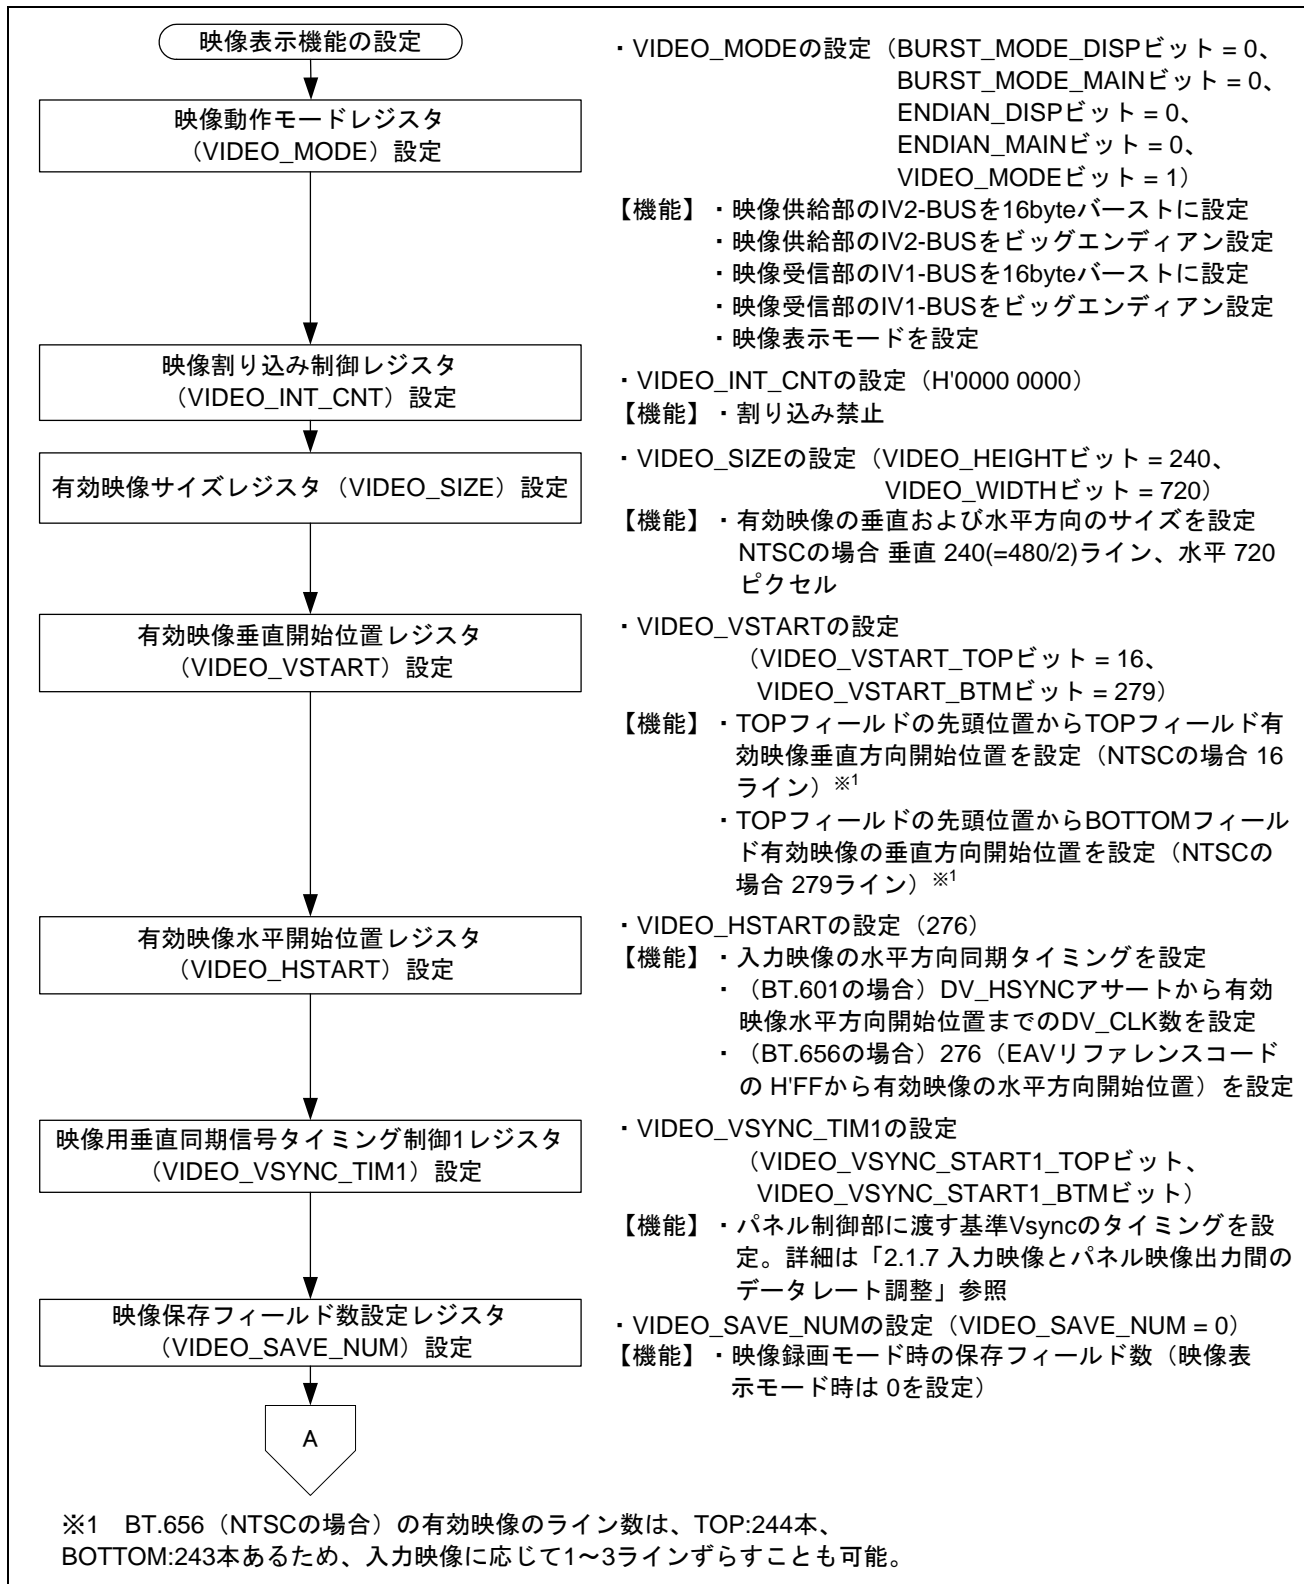 映像表示機能の設定
映像動作モードレジスタ
（VIDEO_MODE）設定
・VIDEO_MODEの設定（BURST_MODE_DISPビット = 0、
BURST_MODE_MAINビット = 0、
ENDIAN_DISPビット = 0、
ENDIAN_MAINビット = 0、
VIDEO_MODEビット = 1）
【機能】・映像供給部のIV2-BUSを16byteバーストに設定
・映像供給部のIV2-BUSをビッグエンディアン設定
・映像受信部のIV1-BUSを16byteバーストに設定
・映像受信部のIV1-BUSをビッグエンディアン設定
・映像表示モードを設定
映像割り込み制御レジスタ
（VIDEO_INT_CNT）設定
・VIDEO_INT_CNTの設定（H'0000 0000）
【機能】・割り込み禁止
有効映像サイズレジスタ（VIDEO_SIZE）設定
・VIDEO_SIZEの設定（VIDEO_HEIGHTビット = 240、
VIDEO_WIDTHビット = 720）
【機能】・有効映像の垂直および水平方向のサイズを設定
NTSCの場合 垂直 240(=480/2)ライン、水平 720
ピクセル
有効映像垂直開始位置レジスタ
（VIDEO_VSTART）設定
・VIDEO_VSTARTの設定
（VIDEO_VSTART_TOPビット = 16、
VIDEO_VSTART_BTMビット = 279）
【機能】・TOPフィールドの先頭位置からTOPフィールド有
効映像垂直方向開始位置を設定（NTSCの場合 16
ライン）※1
・TOPフィールドの先頭位置からBOTTOMフィール
ド有効映像の垂直方向開始位置を設定（NTSCの
場合 279ライン）※1
有効映像水平開始位置レジスタ
（VIDEO_HSTART）設定
・VIDEO_HSTARTの設定（276）
【機能】・入力映像の水平方向同期タイミングを設定
・（BT.601の場合）DV_HSYNCアサートから有効
映像水平方向開始位置までのDV_CLK数を設定
・（BT.656の場合）276（EAVリファレンスコード
の H'FFから有効映像の水平方向開始位置）を設定
映像用垂直同期信号タイミング制御1レジスタ
（VIDEO_VSYNC_TIM1）設定
・VIDEO_VSYNC_TIM1の設定
（VIDEO_VSYNC_START1_TOPビット、
VIDEO_VSYNC_START1_BTMビット）
【機能】・パネル制御部に渡す基準Vsyncのタイミングを設
定。詳細は「2.1.7 入力映像とパネル映像出力間の
データレート調整」参照
映像保存フィールド数設定レジスタ
（VIDEO_SAVE_NUM）設定
・VIDEO_SAVE_NUMの設定（VIDEO_SAVE_NUM = 0）
【機能】・映像録画モード時の保存フィールド数（映像表
示モード時は 0を設定）
A
※1 BT.656（NTSCの場合）の有効映像のライン数は、TOP:244本、
BOTTOM:243本あるため、入力映像に応じて1～3ラインずらすことも可能。